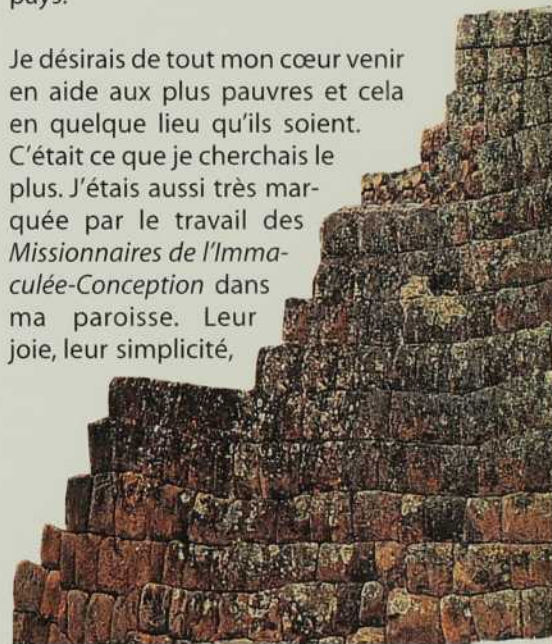 pays.
Je désirais de tout mon cœur venir
en aide aux plus pauvres et cela
en quelque lieu qu'ils soient.
C'était ce que je cherchais le
plus. J'étais aussi très mar-
quée par le travail des
Missionnaires de l'Imma-
culée-Conception dans
ma paroisse. Leur
joie, leur simplicité,